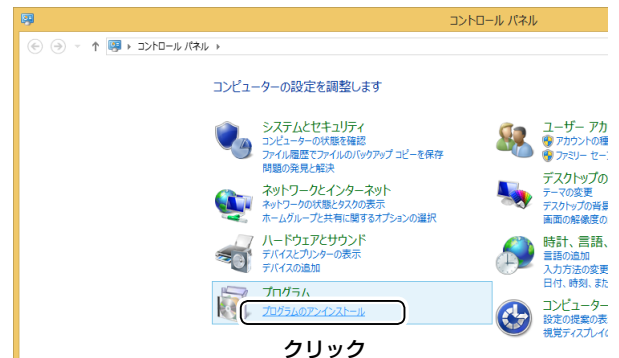 コントロール パネル
コントロール パネル
コンピューターの設定を調整します
システムとセキュリティ
コンピューターの状態を確認
ファイル履歴でファイルのバックアップ コピーを保存
問題の発見と解決
ネットワークとインターネット
ネットワークの状態とタスクの表示
ホームグループと共有に関するオプションの選択
ハードウェアとサウンド
デバイスとプリンターの表示
デバイスの追加
プログラム
プログラムのアンインストール
クリック
ユーザー アカ
アカウントの種
ファミリー セー
デスクトップの
テーマの変更
デスクトップの背景
画面の解像度の
時計、言語、
言語の追加
入力方法の変更
日付、時刻、また
コンピューター
設定の提案の表
視覚ディスプレイの